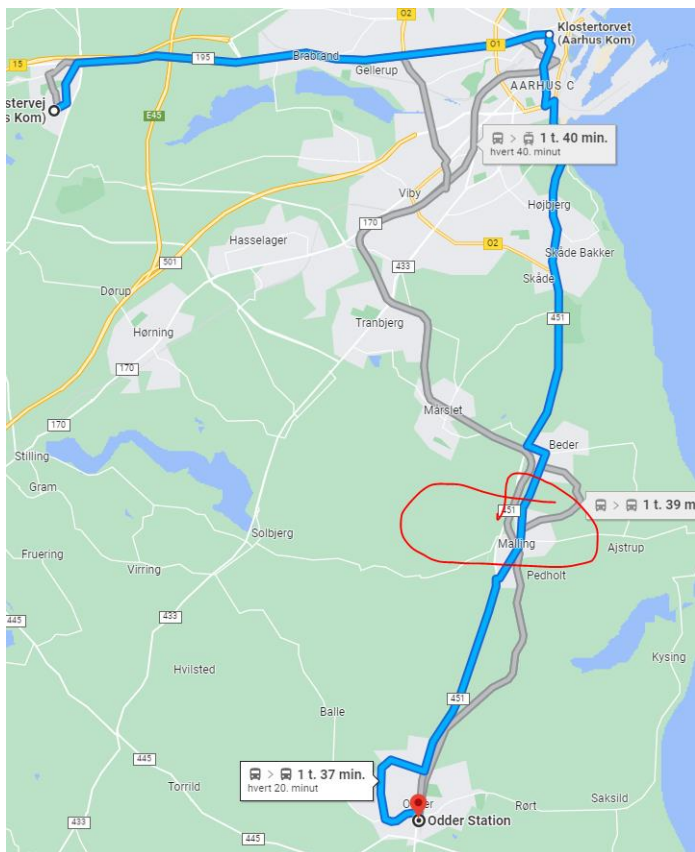 O2
Klostertorvet
(Aarhus Kom)
15
195
Brabrand
O1
Gellerup
AARHUS C
stervej
s Kom)
E45
1 t. 40 min.
hvert 40. minut
Viby
Højbjerg
170
Hasselager
O2
Skåde Bakker
501
433
Skåde
Dørup
Tranbjerg
451
Hørning
170
Mårslet
170
Beder
Stilling
Gram
451
1 t. 39 m
Solbjerg
Malling
Ajstrup
Fruering
Virring
Pedholt
445
433
Kysing
Hvilsted
451
Balle
445
1 t. 37 min.
hvert 20. minut
Torrild
Saksild
Rørt
Odder Station
433
445